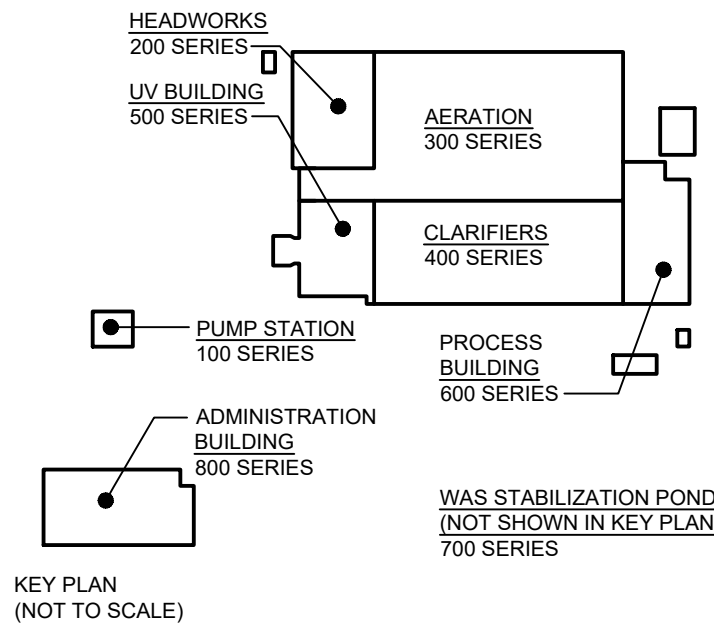 HEADWORKS
200 SERIES
UV BUILDING
500 SERIES
AERATION
300 SERIES
CLARIFIERS
400 SERIES
PUMP STATION
100 SERIES
PROCESS
BUILDING
600 SERIES
ADMINISTRATION
BUILDING
800 SERIES
WAS STABILIZATION POND
(NOT SHOWN IN KEY PLAN
700 SERIES
KEY PLAN
(NOT TO SCALE)